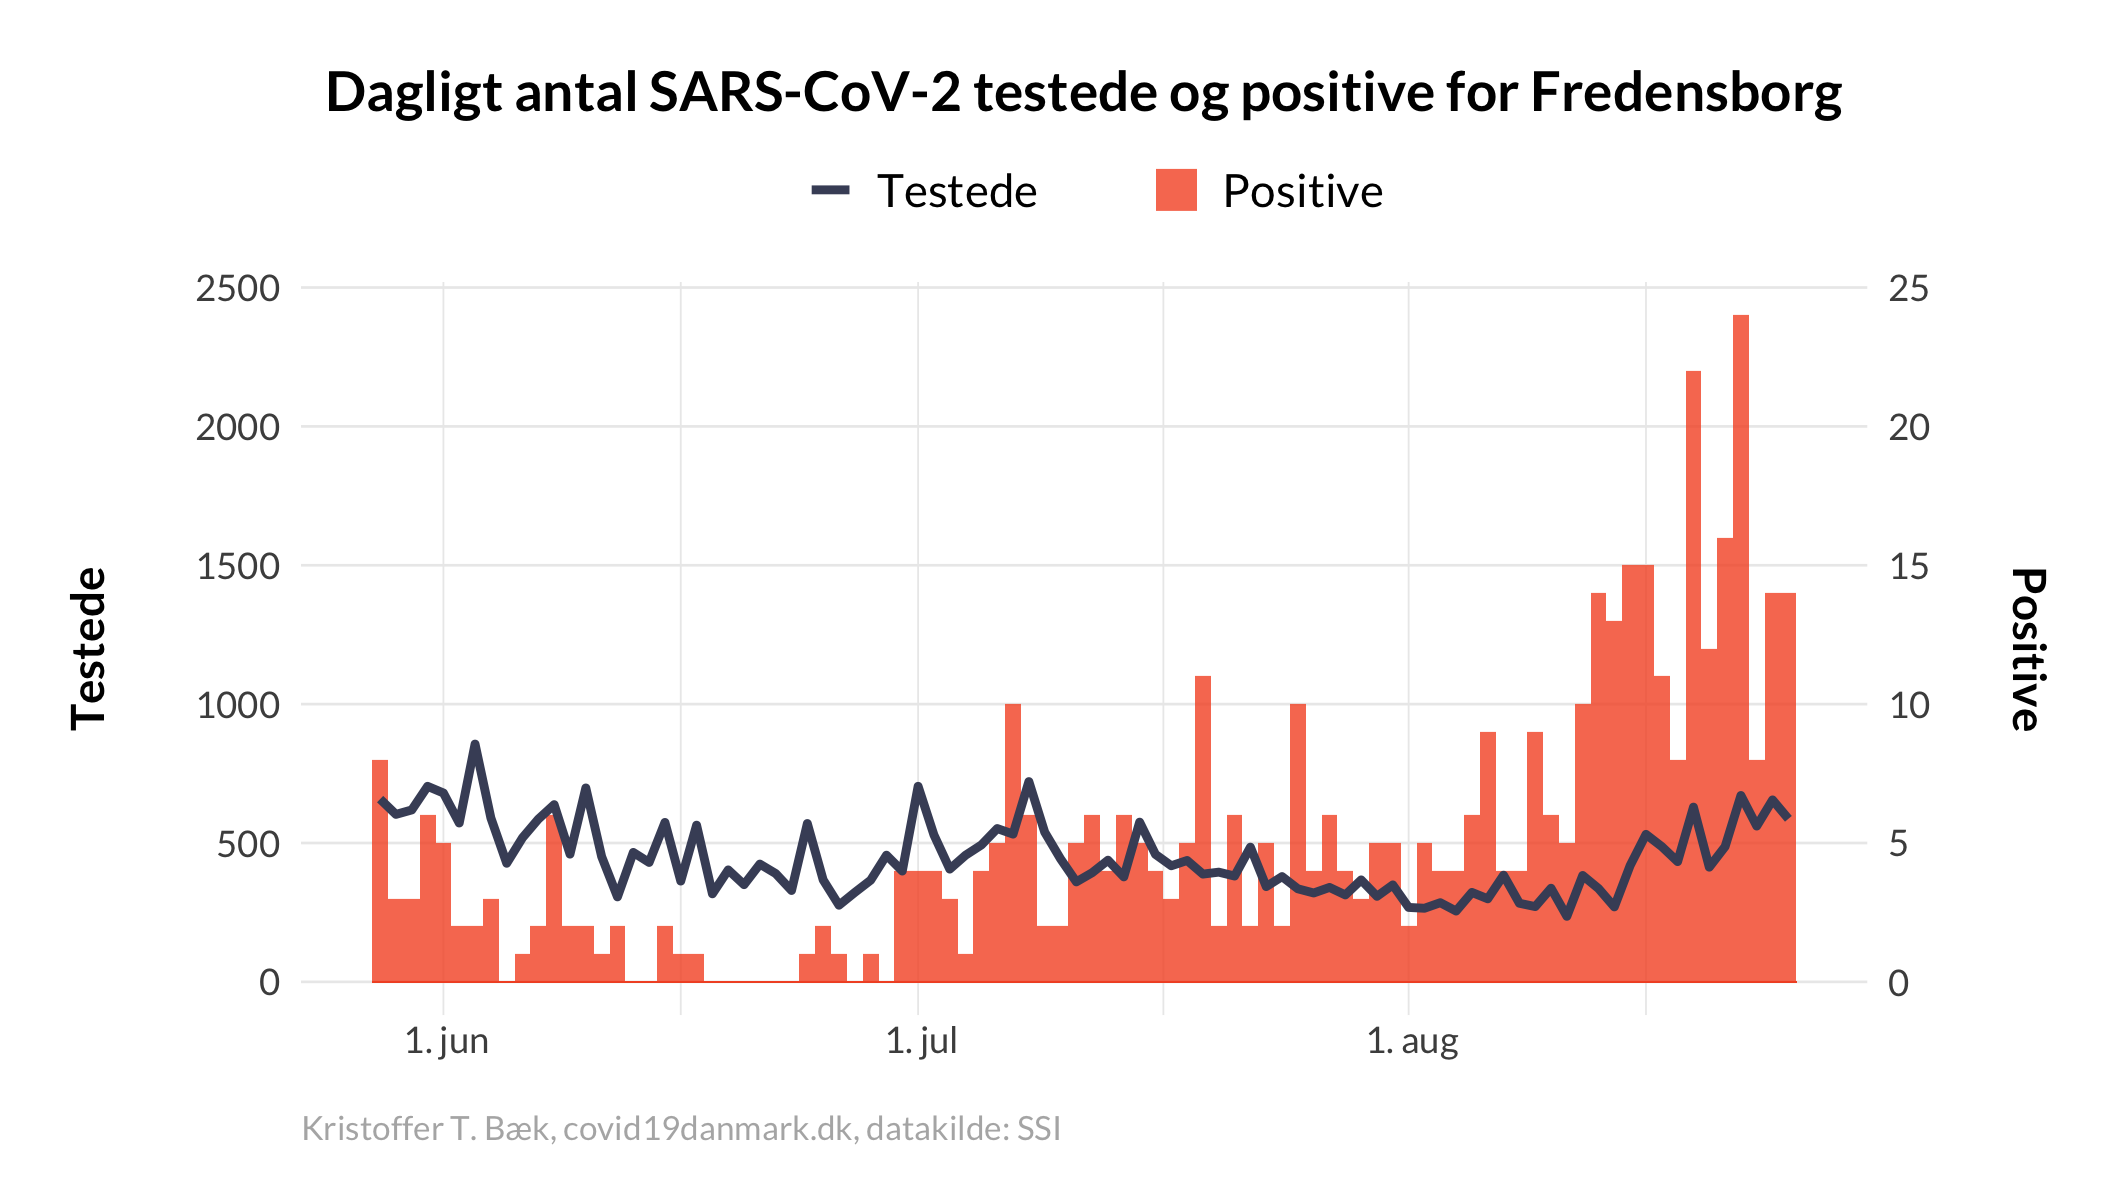 Dagligt antal SARS-CoV-2 testede og positive for Fredensborg
Testede
Positive
2500
2000
1500
1000
500
0
25
20
15
10
5
0
Testede
Positive
1. jun
1. jul
1. aug
Kristoffer T. Bæk, covid19danmark.dk, datakilde: SSI